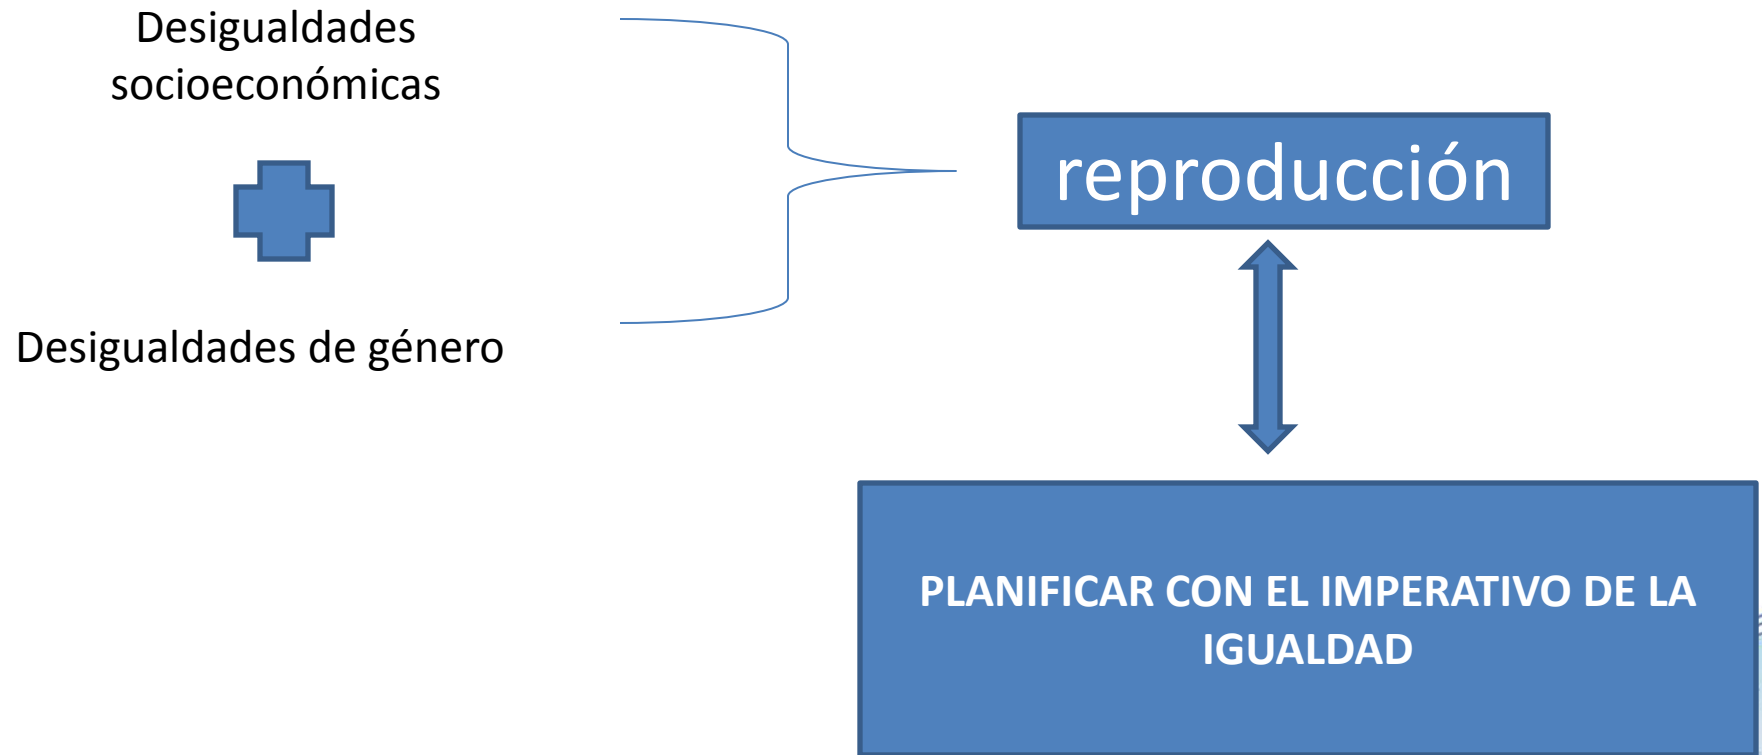 Desigualdades
socioeconómicas
Desigualdades de género
reproducción
PLANIFICAR CON EL IMPERATIVO DE LA
IGUALDAD